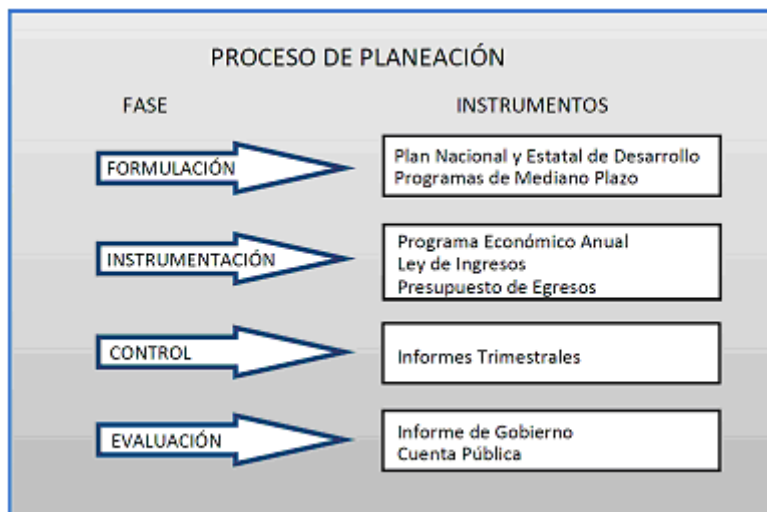 PROCESO DE PLANEACIÓN
FASE INSTRUMENTOS
FORMULACIÓN
Plan Nacional y Estatal de Desarrollo
Programas de Mediano Plazo
INSTRUMENTACIÓN
Programa Económico Anual
Ley de Ingresos
Presupuesto de Egresos
CONTROL
Informes Trimestrales
EVALUACIÓN
Informe de Gobierno
Cuenta Pública